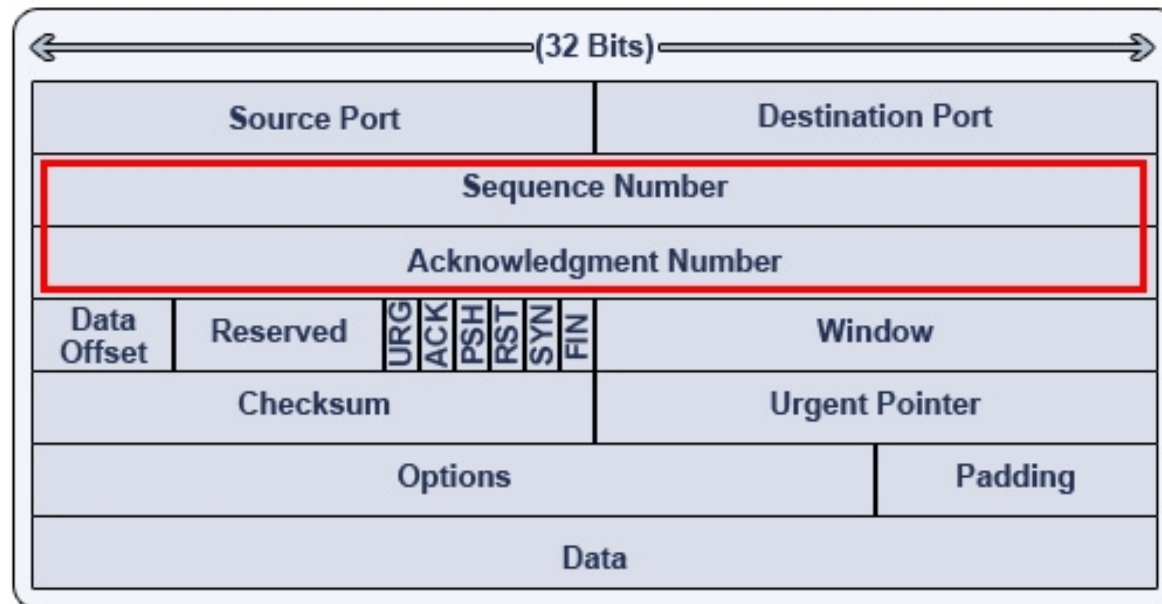 (32 Bits)
Source Port Destination Port
Sequence Number
Acknowledgment Number
Data Offset Reserved URG ACK PSH RST SYN FIN Window
Checksum Urgent Pointer
Options Padding
Data